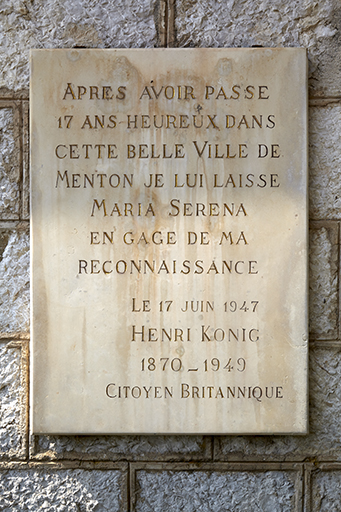 APRES AVOIR PASSE
17 ANS HEUREUX DANS
CETTE BELLE VILLE DE
MENTON JE LUI LAISSE
MARIA SERENA
EN GAGE DE MA
RECONNAISSANCE
LE 17 JUIN 1947
HENRI KONIG
1870-1949
CITOYEN BRITANNIQUE